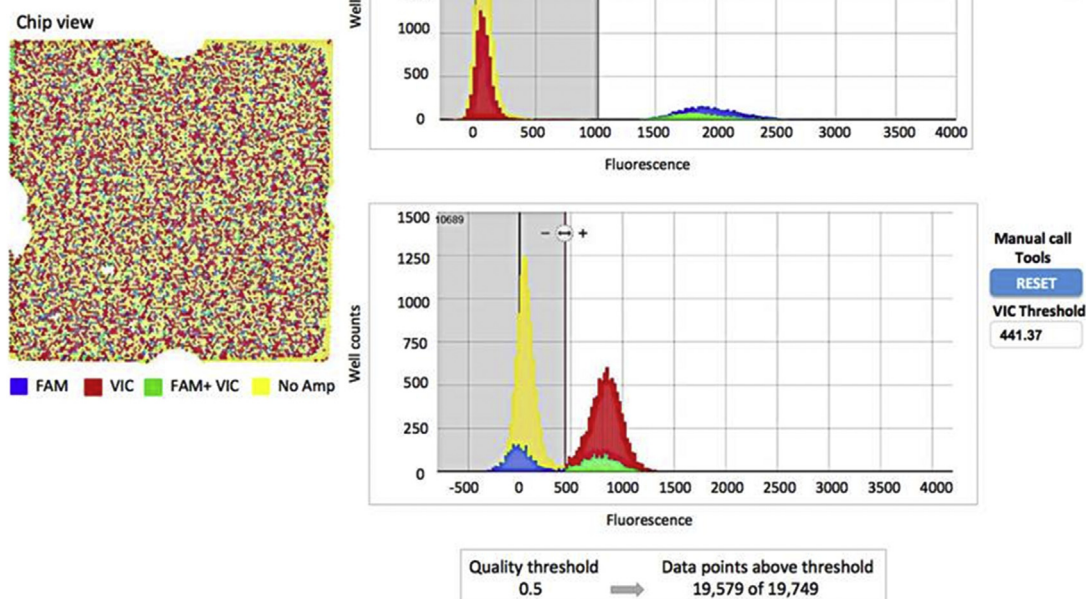 Chip view
FAM VIC FAM+ VIC No Amp
Well
1000
500
0
0 500 1000 1500 2000 2500 3000 3500 4000
Fluorescence
Well counts
1500
1250
1000
750
500
250
0
10689
− +
-500 0 500 1000 1500 2000 2500 3000 3500 4000
Fluorescence
Manual call
Tools
RESET
VIC Threshold
441.37
Quality threshold
0.5
Data points above threshold
19,579 of 19,749